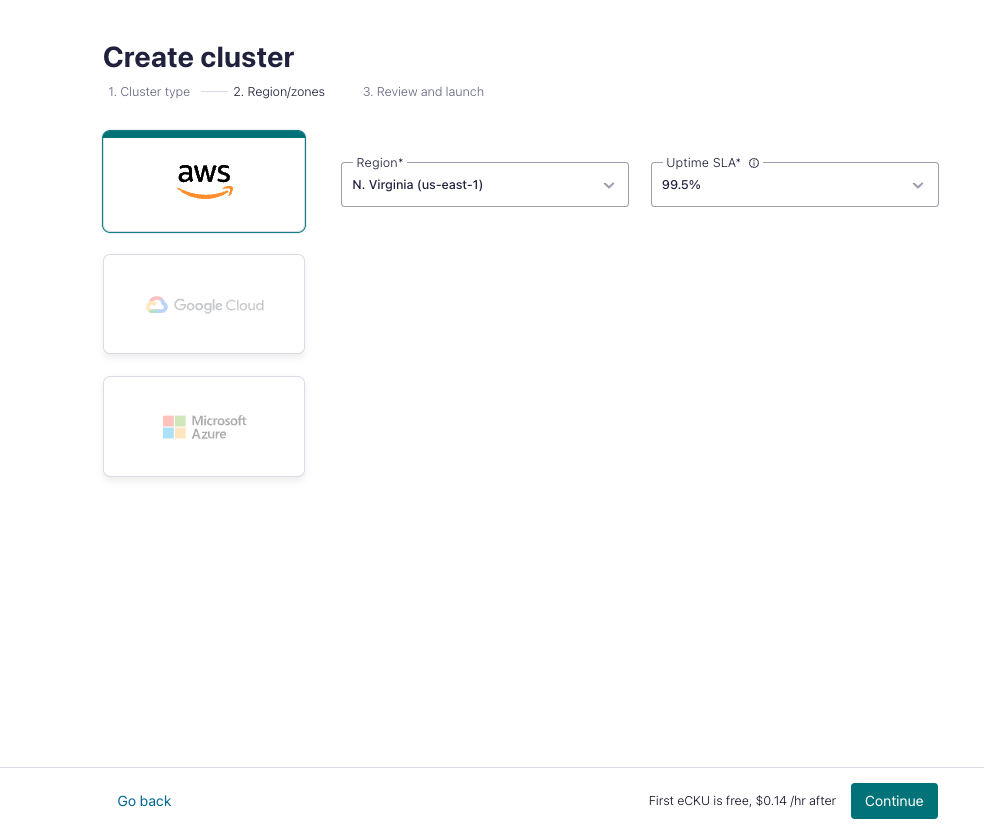 Create cluster
1. Cluster type
2. Region/zones
3. Review and launch
aws
Region*
N. Virginia (us-east-1)
Uptime SLA*
99.5%
Google Cloud
Microsoft
Azure
Go back
First eCKU is free, $0.14 /hr after
Continue